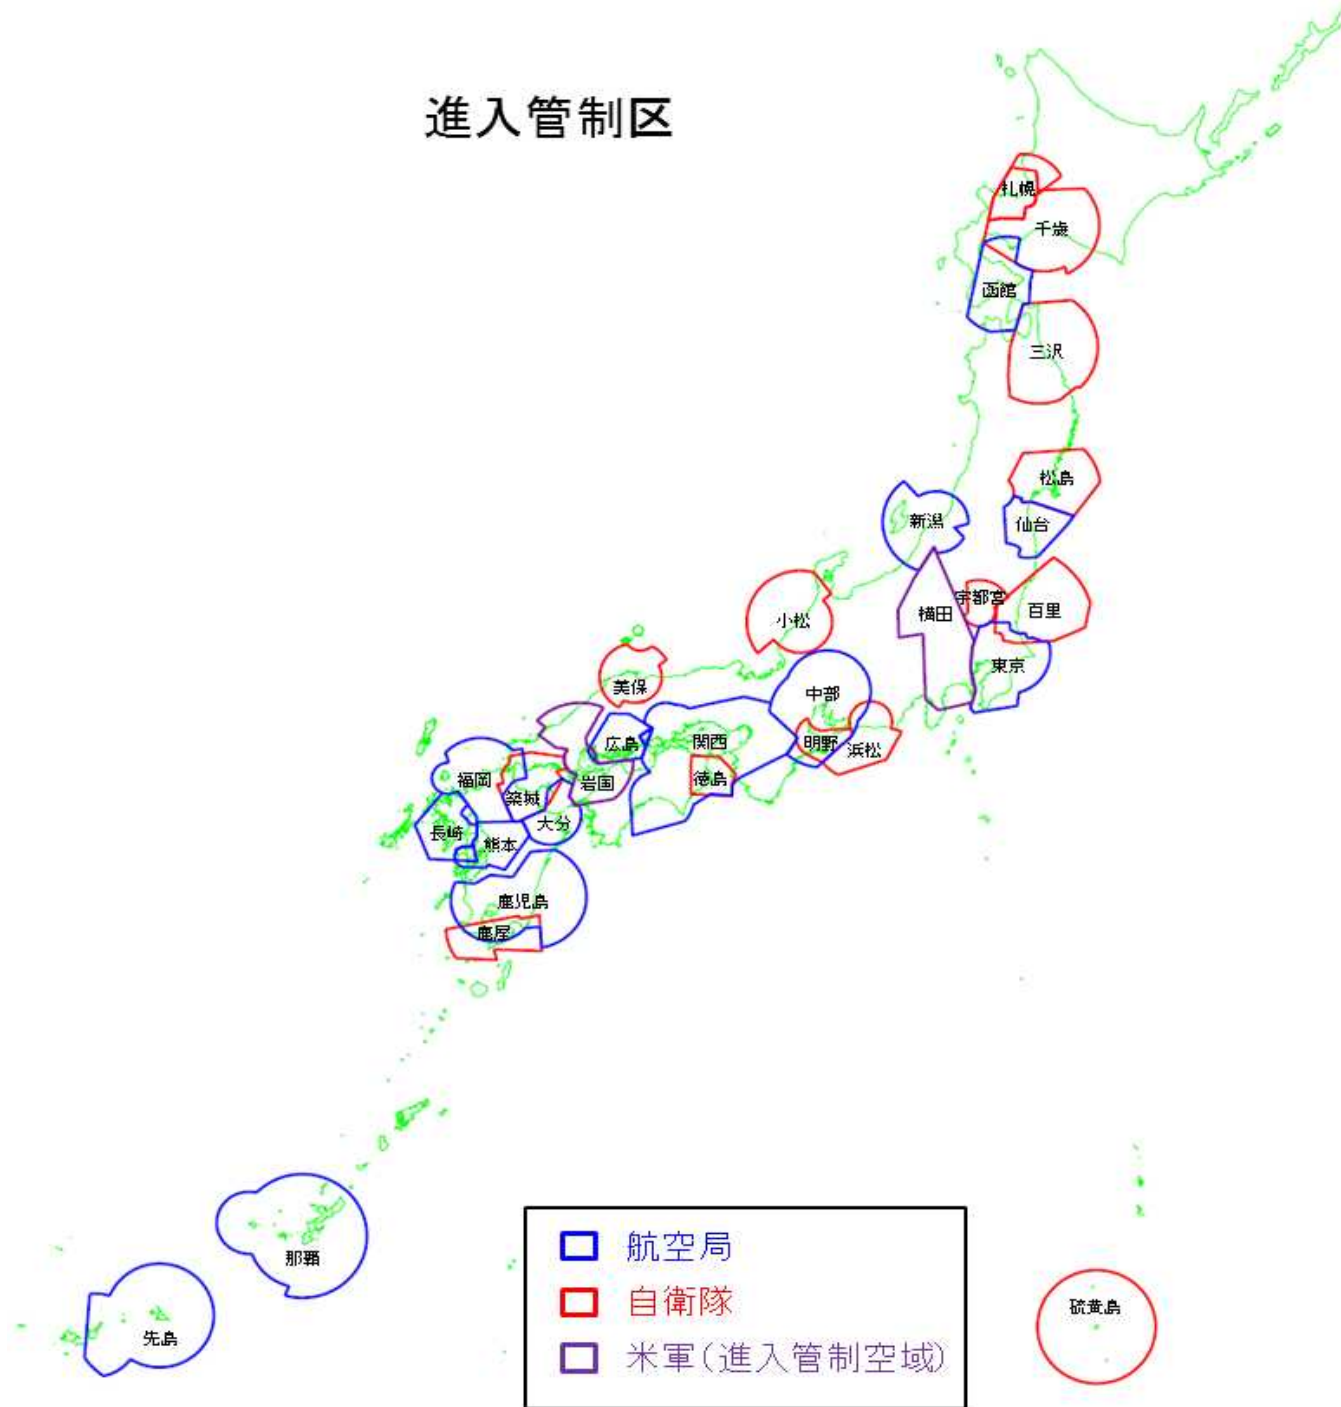 進入管制区
札幌
千歳
函館
三沢
松島
仙台
新潟
宇都宮
百里
横田
小松
東京
美保
中部
広島
関西
明野
浜松
福岡
岩国
徳島
築城
長崎
大分
熊本
鹿児島
鹿屋
那覇
先島
硫黄島
航空局
自衛隊
米軍(進入管制空域)